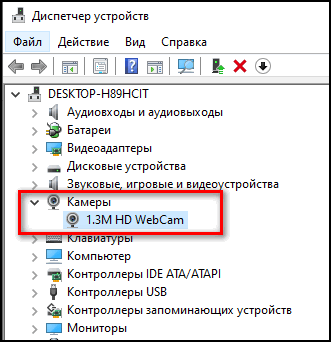 Диспетчер устройств
Файл Действие Вид Справка
DESKTOP-H89HCIT
Аудиовходы и аудиовыходы
Батареи
Видеоадаптеры
Дисковые устройства
Звуковые, игровые и видеоустройства
Камеры
1.3M HD WebCam
Клавиатуры
Компьютер
Контроллеры IDE ATA/ATAPI
Контроллеры USB
Контроллеры запоминающих устройств
Мониторы